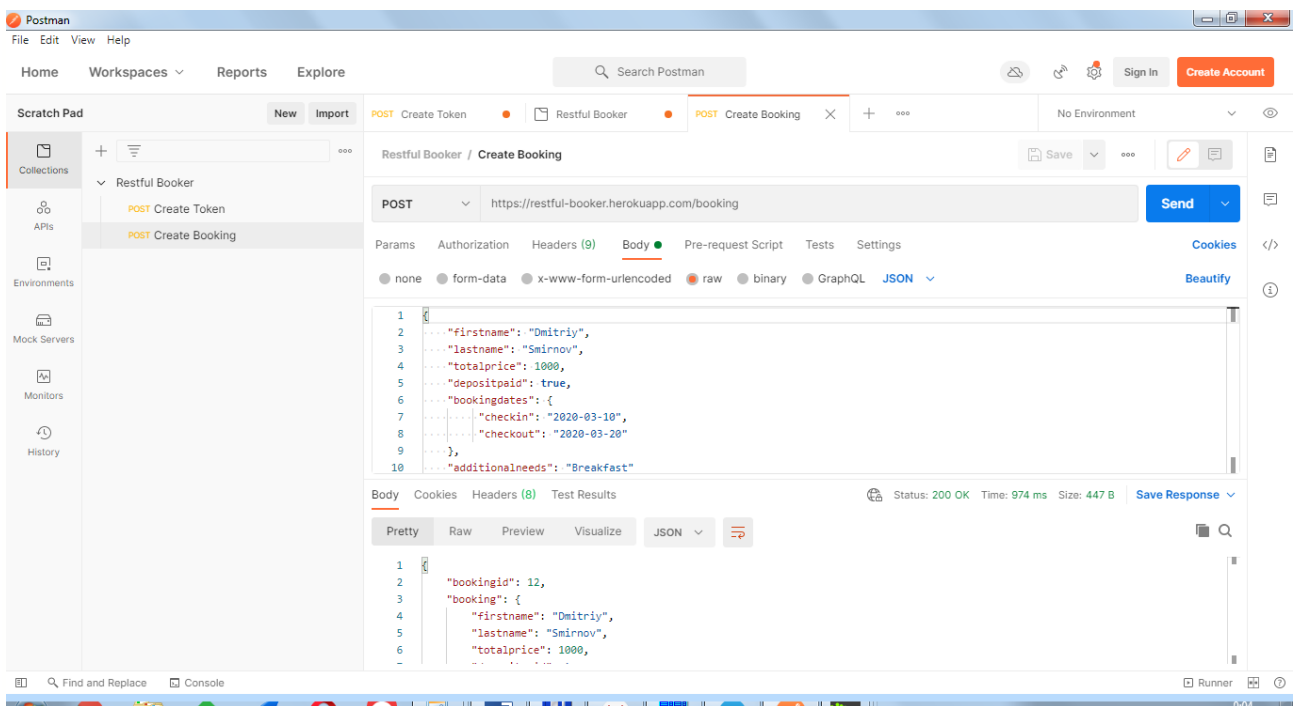 Postman
File Edit View Help
Home Workspaces Reports Explore Search Postman Sign In Create Account
Scratch Pad New Import POST Create Token Restful Booker POST Create Booking No Environment
Collections
APIs
Environments
Mock Servers
Monitors
History
Restful Booker
POST Create Token
POST Create Booking
Restful Booker / Create Booking Save
POST https://restful-booker.herokuapp.com/booking Send
Params Authorization Headers (9) Body Pre-request Script Tests Settings Cookies
none form-data x-www-form-urlencoded raw binary GraphQL JSON Beautify
1 {
2 "firstname": "Dmitriy",
3 "lastname": "Smirnov",
4 "totalprice": 1000,
5 "depositpaid": true,
6 "bookingdates": {
7 "checkin": "2020-03-10",
8 "checkout": "2020-03-20"
9 },
10 "additionalneeds": "Breakfast"
Body Cookies Headers (8) Test Results Status: 200 OK Time: 974 ms Size: 447 B Save Response
Pretty Raw Preview Visualize JSON
1 {
2 "bookingid": 12,
3 "booking": {
4 "firstname": "Dmitriy",
5 "lastname": "Smirnov",
6 "totalprice": 1000,
Find and Replace Console Runner